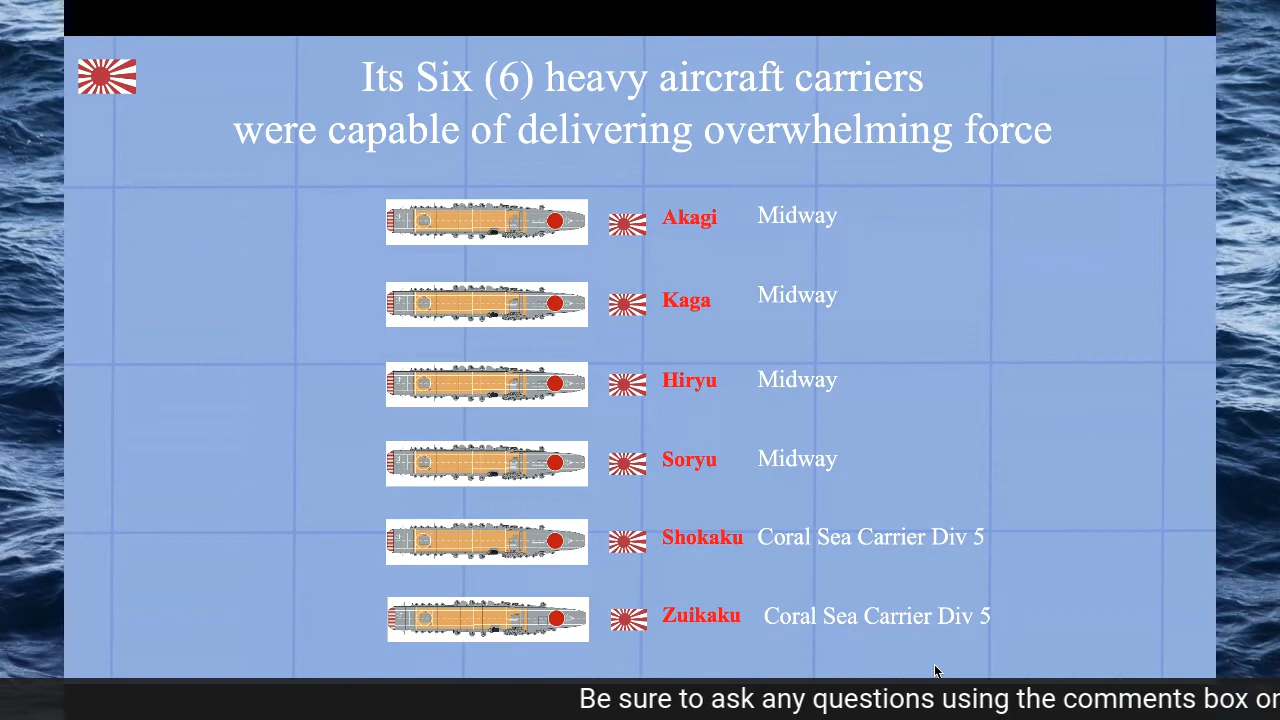 Its Six (6) heavy aircraft carriers
were capable of delivering overwhelming force
Akagi Midway
Kaga Midway
Hiryu Midway
Soryu Midway
Shokaku Coral Sea Carrier Div 5
Zuikaku Coral Sea Carrier Div 5
Be sure to ask any questions using the comments box or